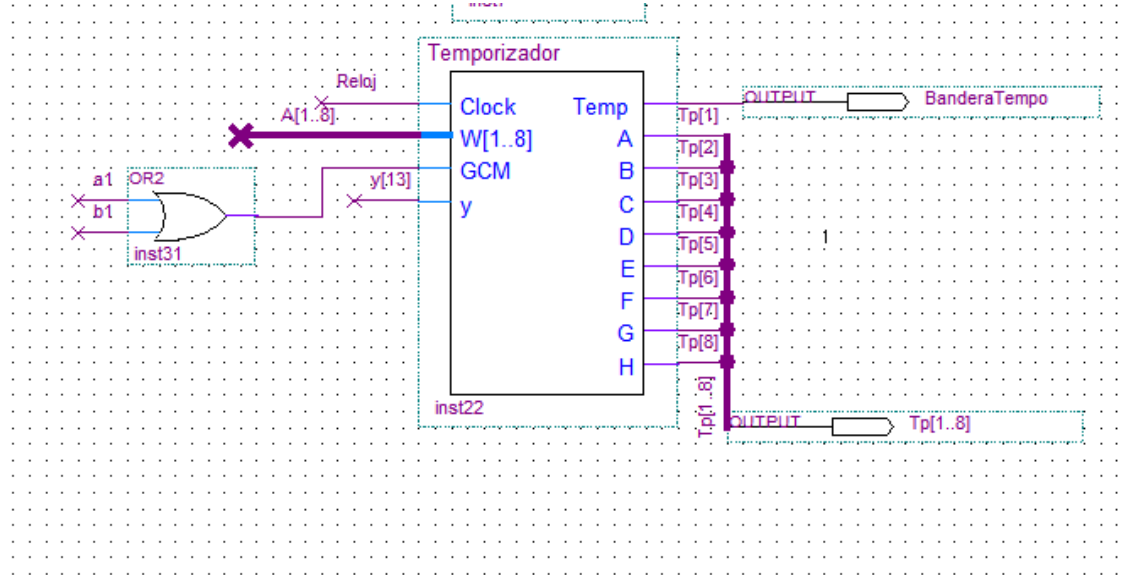 Temporizador
Reloj
A[1..8]
Clock
W[1..8]
GCM
y
Temp
A
B
C
D
E
F
G
H
a1
b1
OR2
inst31
y[13]
inst22
Tp[1]
Tp[2]
Tp[3]
Tp[4]
Tp[5]
Tp[6]
Tp[7]
Tp[8]
Tp[1..8]
OUTPUT
BanderaTempo
1
OUTPUT
Tp[1..8]